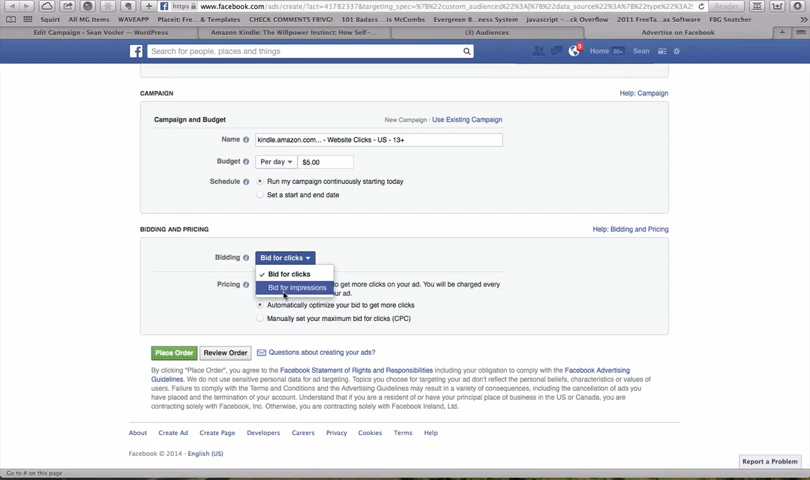 https www.facebook.com/ads/create/?act=41782337&targeting_spec=%7B%22custom_audiences%22%3A[%7B%22data_source%22%3A%7B%22type%22%3A%22custom_a
Reader
Squirt All MG Items WAVEAPP Placeit: Free & Templates CHECK COMMENTS FB!VG! 101 Badass ...is McCombs Evergreen B...ness System javascript - ...ck Overflow 2011 FreeTa...ax Software FBG Snatcher
Edit Campaign ‹ Sean Vosler — WordPress
Amazon Kindle: The Willpower Instinct: How Self-...
(3) Audiences
Advertise on Facebook
Search for people, places and things
Home 20+ Sean
CAMPAIGN
Help: Campaign
Campaign and Budget
New Campaign · Use Existing Campaign
Name kindle.amazon.com... - Website Clicks - US - 13+
Budget Per day $5.00
Schedule Run my campaign continuously starting today
Set a start and end date
BIDDING AND PRICING
Help: Bidding and Pricing
Bidding Bid for clicks
✓ Bid for clicks
Pricing to get more clicks on your ad. You will be charged every
Bid for impressions
ur ad.
Automatically optimize your bid to get more clicks
Manually set your maximum bid for clicks (CPC)
Place Order Review Order Questions about creating your ads?
By clicking "Place Order", you agree to the Facebook Statement of Rights and Responsibilities including your obligation to comply with the Facebook Advertising
Guidelines. We do not use sensitive personal data for ad targeting. Topics you choose for targeting your ad don't reflect the personal beliefs, characteristics or values of
users. Failure to comply with the Terms and Conditions and the Advertising Guidelines may result in a variety of consequences, including the cancellation of ads you
have placed and the termination of your account. Understand that if you are resident or have your principal place of business in the US or Canada, you are
contracting solely with Facebook, Inc. Otherwise, you are contracting solely with Facebook Ireland, Ltd.
About Create Ad Create Page Developers Careers Privacy Cookies Terms Help
Facebook © 2014 · English (US)
Report a Problem
Go to # on this page